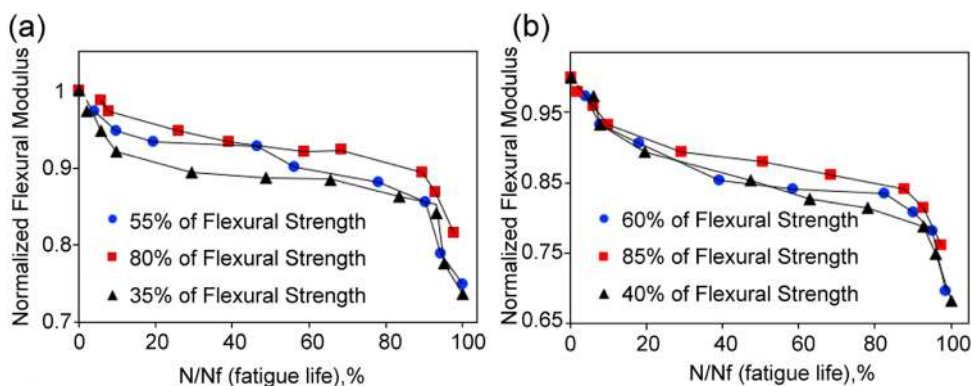 (a)
Normalized Flexural Modulus
1
0.9
0.8
0.7
55% of Flexural Strength
80% of Flexural Strength
35% of Flexural Strength
0 20 40 60 80 100
N/Nf (fatigue life),%
(b)
Normalized Flexural Modulus
0.95
0.85
0.75
0.65
60% of Flexural Strength
85% of Flexural Strength
40% of Flexural Strength
0 20 40 60 80 100
N/Nf (fatigue life),%